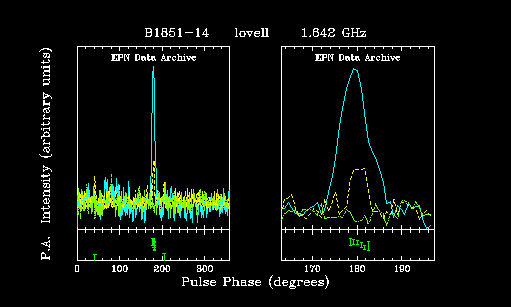 B1851-14 lovell 1.642 GHz
EPN Data Archive EPN Data Archive
Intensity (arbitrary units)
P.A.
0 100 200 300 170 180 190
Pulse Phase (degrees)